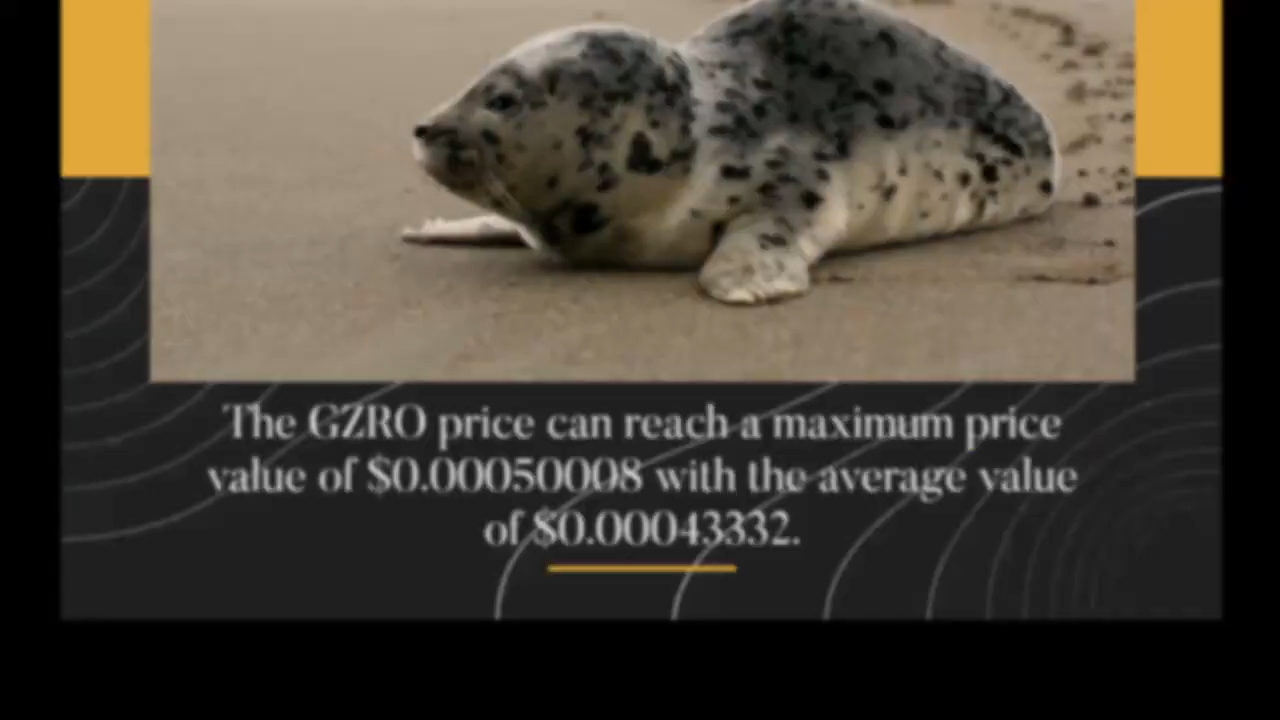 The GZRO price can reach a maximum price
value of $0.00050008 with the average value
of $0.00043332.